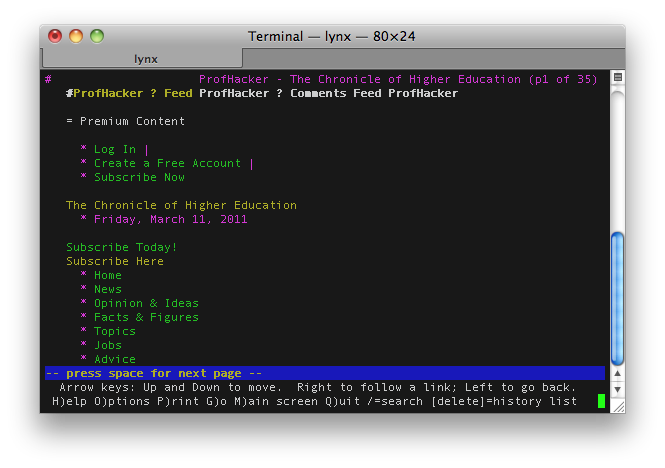 Terminal — lynx — 80×24
lynx
# ProfHacker - The Chronicle of Higher Education (p1 of 35)
#ProfHacker ? Feed ProfHacker ? Comments Feed ProfHacker
= Premium Content
* Log In |
* Create a Free Account |
* Subscribe Now
The Chronicle of Higher Education
* Friday, March 11, 2011
Subscribe Today!
Subscribe Here
* Home
* News
* Opinion & Ideas
* Facts & Figures
* Topics
* Jobs
* Advice
-- press space for next page --
Arrow keys: Up and Down to move. Right to follow a link; Left to go back.
H)elp O)ptions P)rint G)o M)ain screen Q)uit /=search [delete]=history list